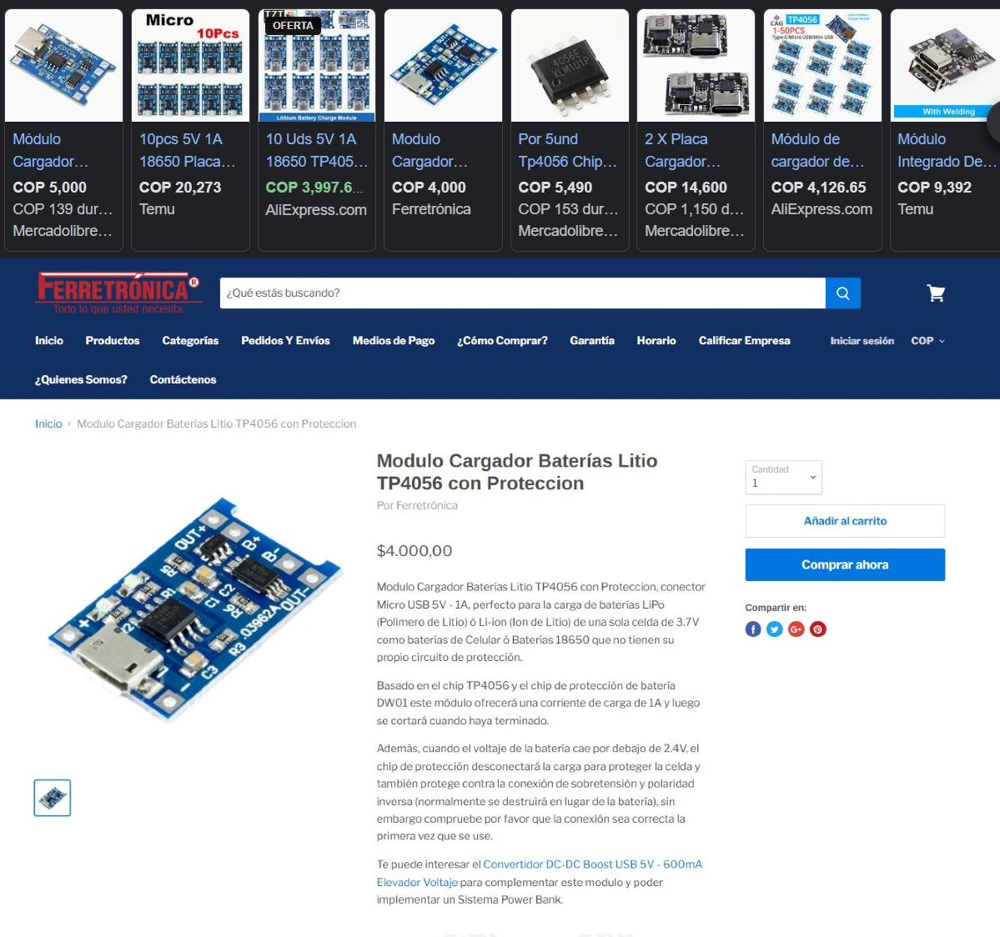 Micro
10Pcs
TZT
OFERTA
Lithium Battery Charge Module
4056E
XLM1U1P
CAG
TP4056
1-50PCS
Type-C/Micro USB/Mini USB
With Welding
Módulo
Cargador…
COP 5,000
COP 139 dur…
Mercadolibre…
10pcs 5V 1A
18650 Placa…
COP 20,273
Temu
10 Uds 5V 1A
18650 TP405…
COP 3,997.6…
AliExpress.com
Modulo
Cargador…
COP 4,000
Ferretrónica
Por 5und
Tp4056 Chip…
COP 5,490
COP 153 dur…
Mercadolibre…
2 X Placa
Cargador…
COP 14,600
COP 1,150 d…
Mercadolibre…
Módulo de
cargador de…
COP 4,126.65
AliExpress.com
Módulo
Integrado De…
COP 9,392
Temu
FERRETRÓNICA ®
Todo lo que usted necesita.
¿Qué estás buscando?
Inicio Productos Categorías Pedidos Y Envíos Medios de Pago ¿Cómo Comprar? Garantía Horario Calificar Empresa Iniciar sesión COP
¿Quienes Somos? Contáctenos
Inicio › Modulo Cargador Baterías Litio TP4056 con Proteccion
OUT+
B+
B-
OUT-
R5
C1
C2
R6
R1
+
-
R3
C3
03962A
Modulo Cargador Baterías Litio
TP4056 con Proteccion
Por Ferretrónica
$4.000,00
Modulo Cargador Baterias Litio TP4056 con Proteccion, conector
Micro USB 5V - 1A, perfecto para la carga de baterías LiPo
(Polimero de Litio) ó Li-ion (Ion de Litio) de una sola celda de 3.7V
como baterías de Celular ó Baterías 18650 que no tienen su
propio circuito de protección.
Basado en el chip TP4056 y el chip de protección de batería
DW01 este módulo ofrecerá una corriente de carga de 1A y luego
se cortará cuando haya terminado.
Además, cuando el voltaje de la batería cae por debajo de 2.4V, el
chip de protección desconectará la carga para proteger la celda y
también protege contra la conexión de sobretensión y polaridad
inversa (normalmente se destruirá en lugar de la batería), sin
embargo compruebe por favor que la conexión sea correcta la
primera vez que se use.
Te puede interesar el Convertidor DC-DC Boost USB 5V - 600mA
Elevador Voltaje para complementar este modulo y poder
implementar un Sistema Power Bank.
Cantidad
1
Añadir al carrito
Comprar ahora
Compartir en: